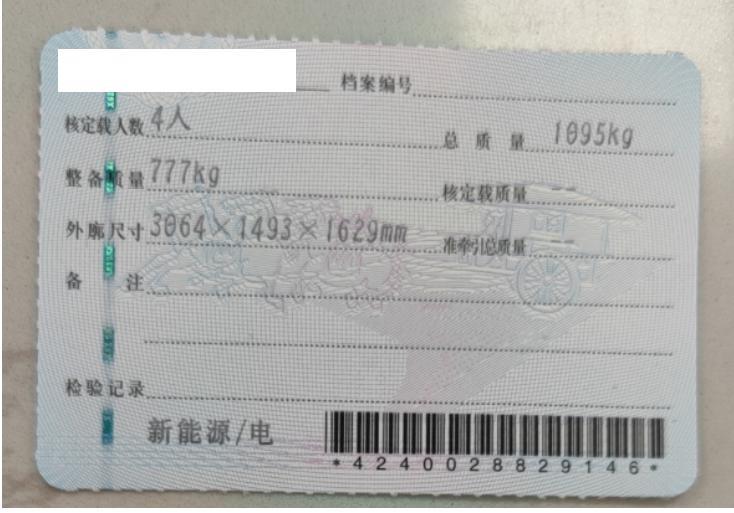 档案编号
核定载人数 4人 总质量 1095kg
整备质量 777kg 核定载质量 --
外廓尺寸 3064×1493×1629mm 准牵引总质量 --
备注
检验记录
新能源/电
*4240028829146*